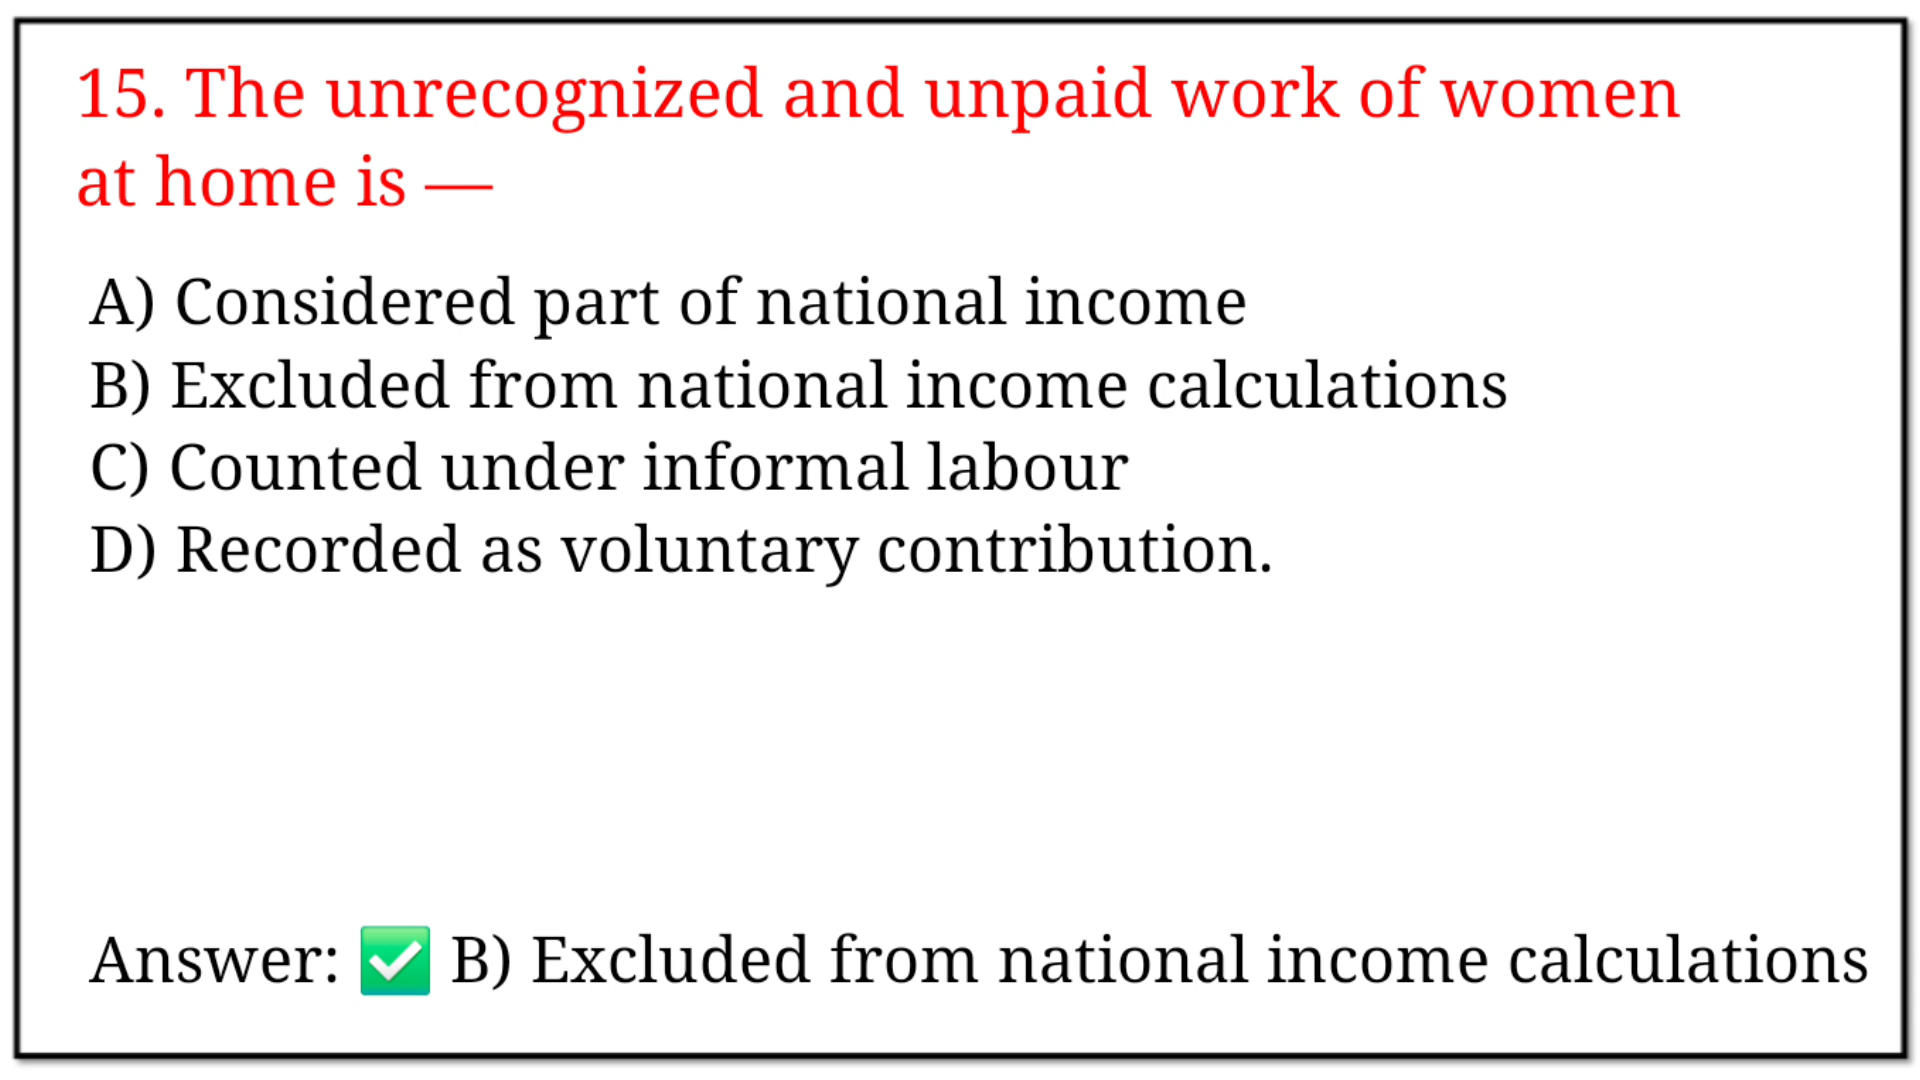 15. The unrecognized and unpaid work of women
at home is —
A) Considered part of national income
B) Excluded from national income calculations
C) Counted under informal labour
D) Recorded as voluntary contribution.
Answer: ✅ B) Excluded from national income calculations